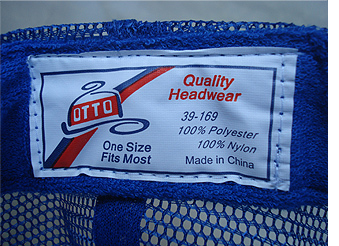 OTTO
One Size
Fits Most
Quality
Headwear
39-169
100% Polyester
100% Nylon
Made in China